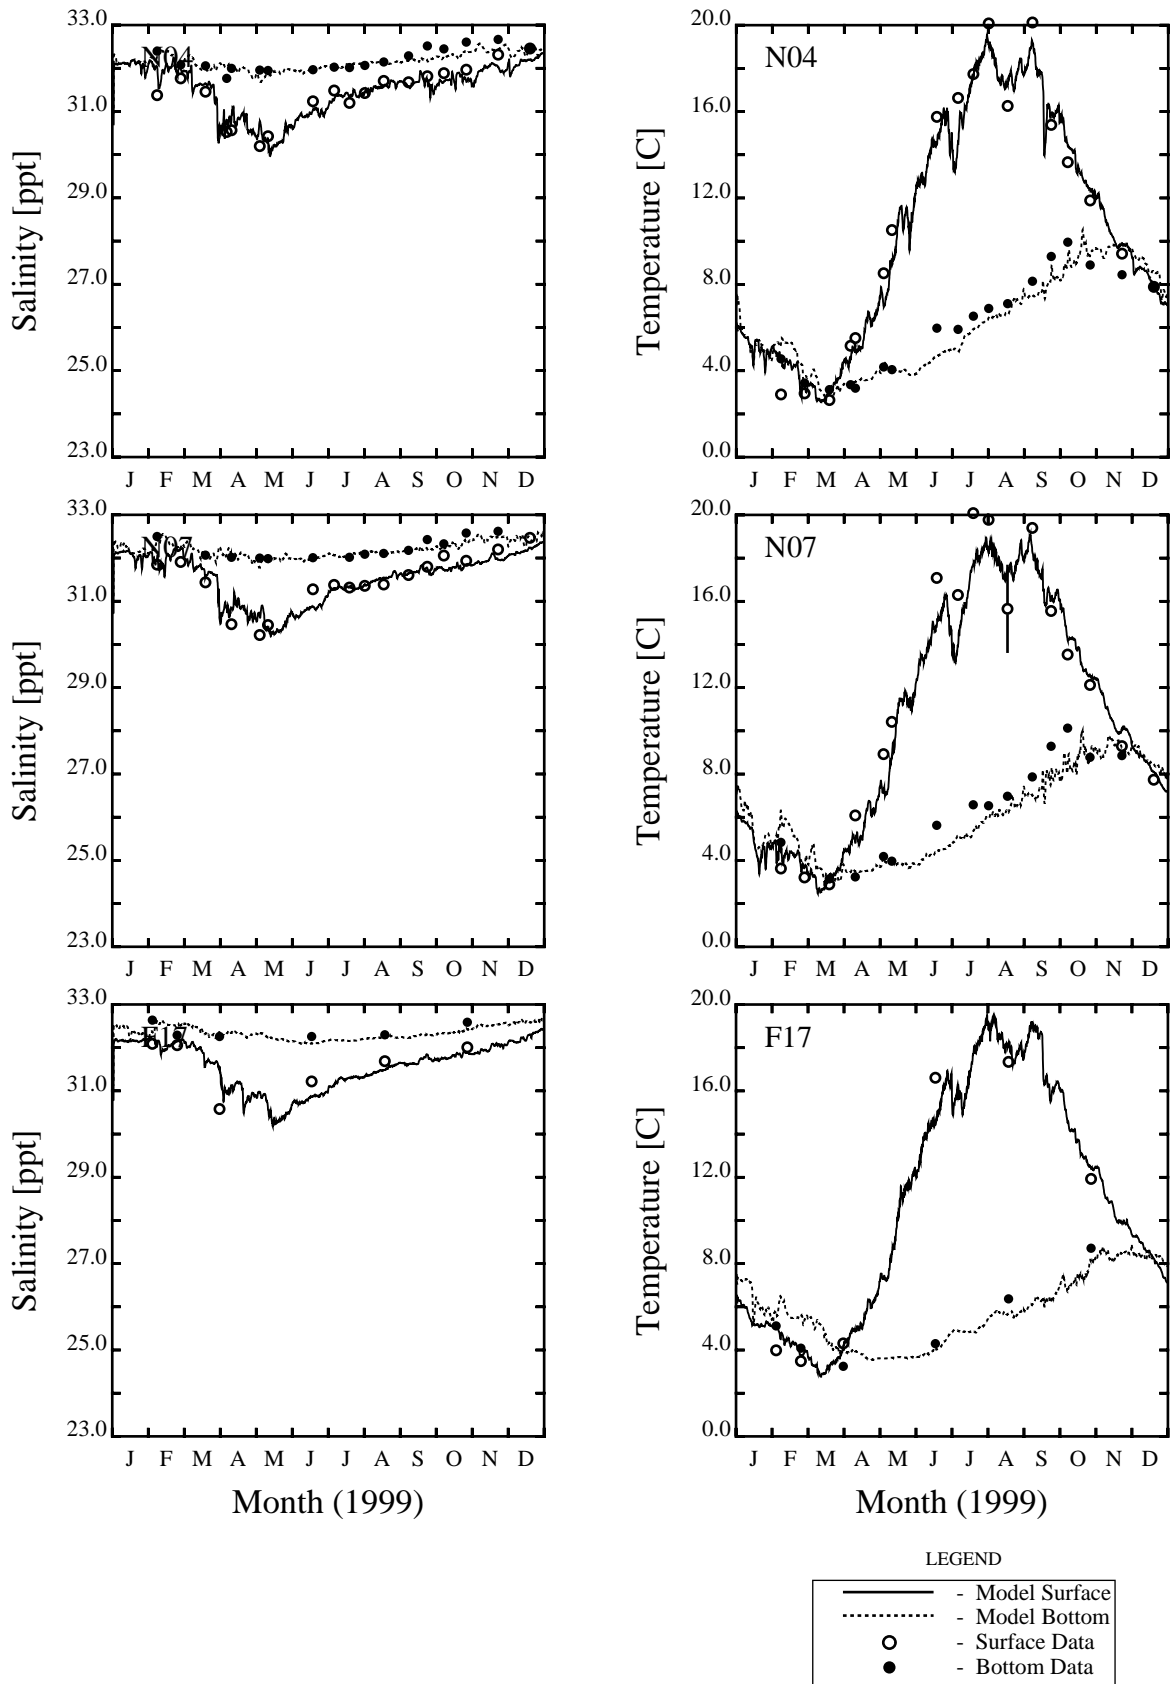 Salinity [ppt]
33.0
31.0
29.0
27.0
25.0
23.0
N04
J F M A M J J A S O N D
Temperature [C]
20.0
16.0
12.0
8.0
4.0
0.0
N04
J F M A M J J A S O N D
Salinity [ppt]
33.0
31.0
29.0
27.0
25.0
23.0
N07
J F M A M J J A S O N D
Temperature [C]
20.0
16.0
12.0
8.0
4.0
0.0
N07
J F M A M J J A S O N D
Salinity [ppt]
33.0
31.0
29.0
27.0
25.0
23.0
F17
J F M A M J J A S O N D
Month (1999)
Temperature [C]
20.0
16.0
12.0
8.0
4.0
0.0
F17
J F M A M J J A S O N D
Month (1999)
LEGEND
- Model Surface
- Model Bottom
- Surface Data
- Bottom Data